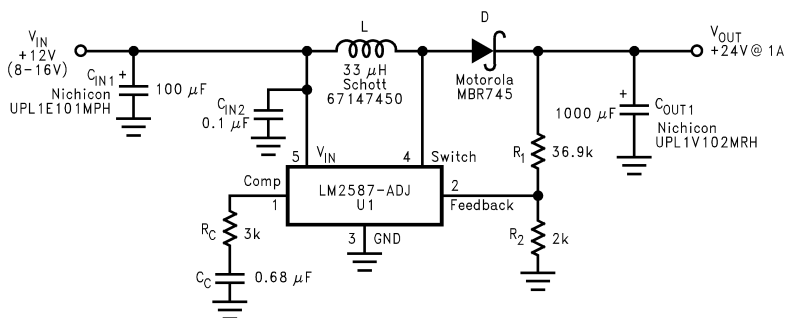 V_IN
+12V
(8-16V)
C_IN1
+
100 μF
Nichicon
UPL1E101MPH
C_IN2
0.1 μF
L
33 μH
Schott
67147450
D
Motorola
MBR745
V_OUT
+24V @ 1A
+
1000 μF
C_OUT1
Nichicon
UPL1V102MRH
R_1
36.9k
5
V_IN
4
Switch
Comp
1
LM2587-ADJ
U1
2
Feedback
3
GND
R_C
3k
C_C
0.68 μF
R_2
2k